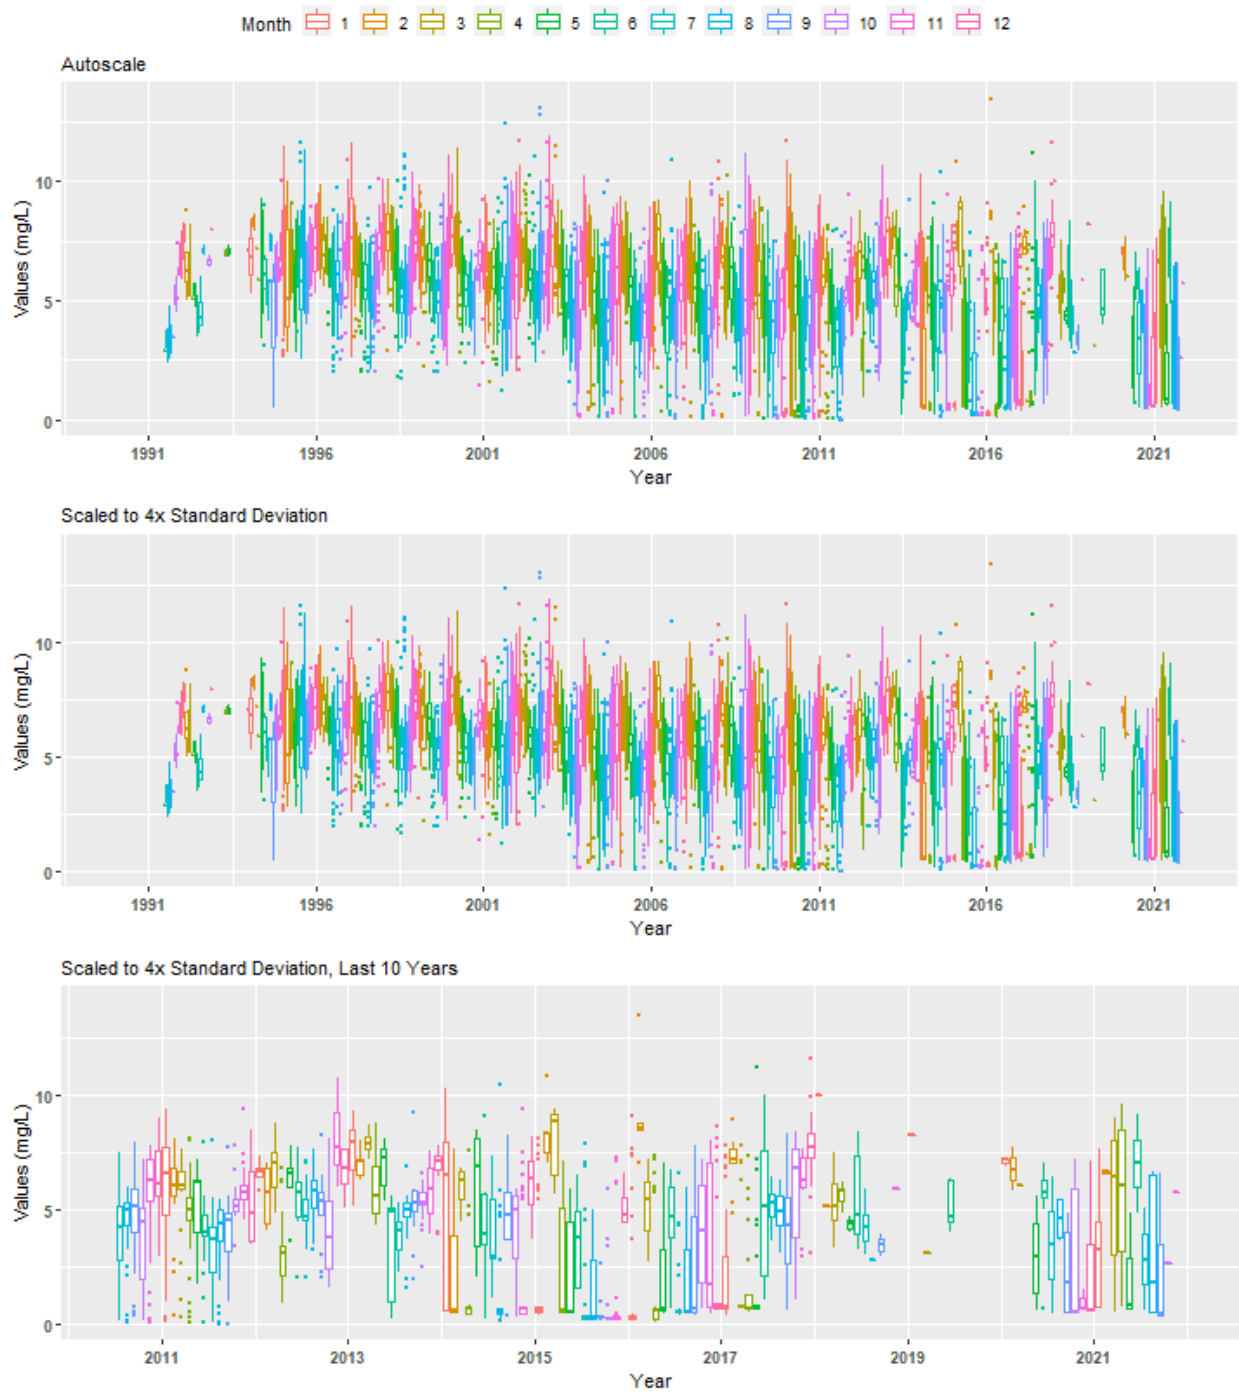 Month 1 2 3 4 5 6 7 8 9 10 11 12
Autoscale
10
5
0
Values (mg/L)
1991 1996 2001 2006 2011 2016 2021
Year
Scaled to 4x Standard Deviation
10
5
0
Values (mg/L)
1991 1996 2001 2006 2011 2016 2021
Year
Scaled to 4x Standard Deviation, Last 10 Years
10
5
0
Values (mg/L)
2011 2013 2015 2017 2019 2021
Year